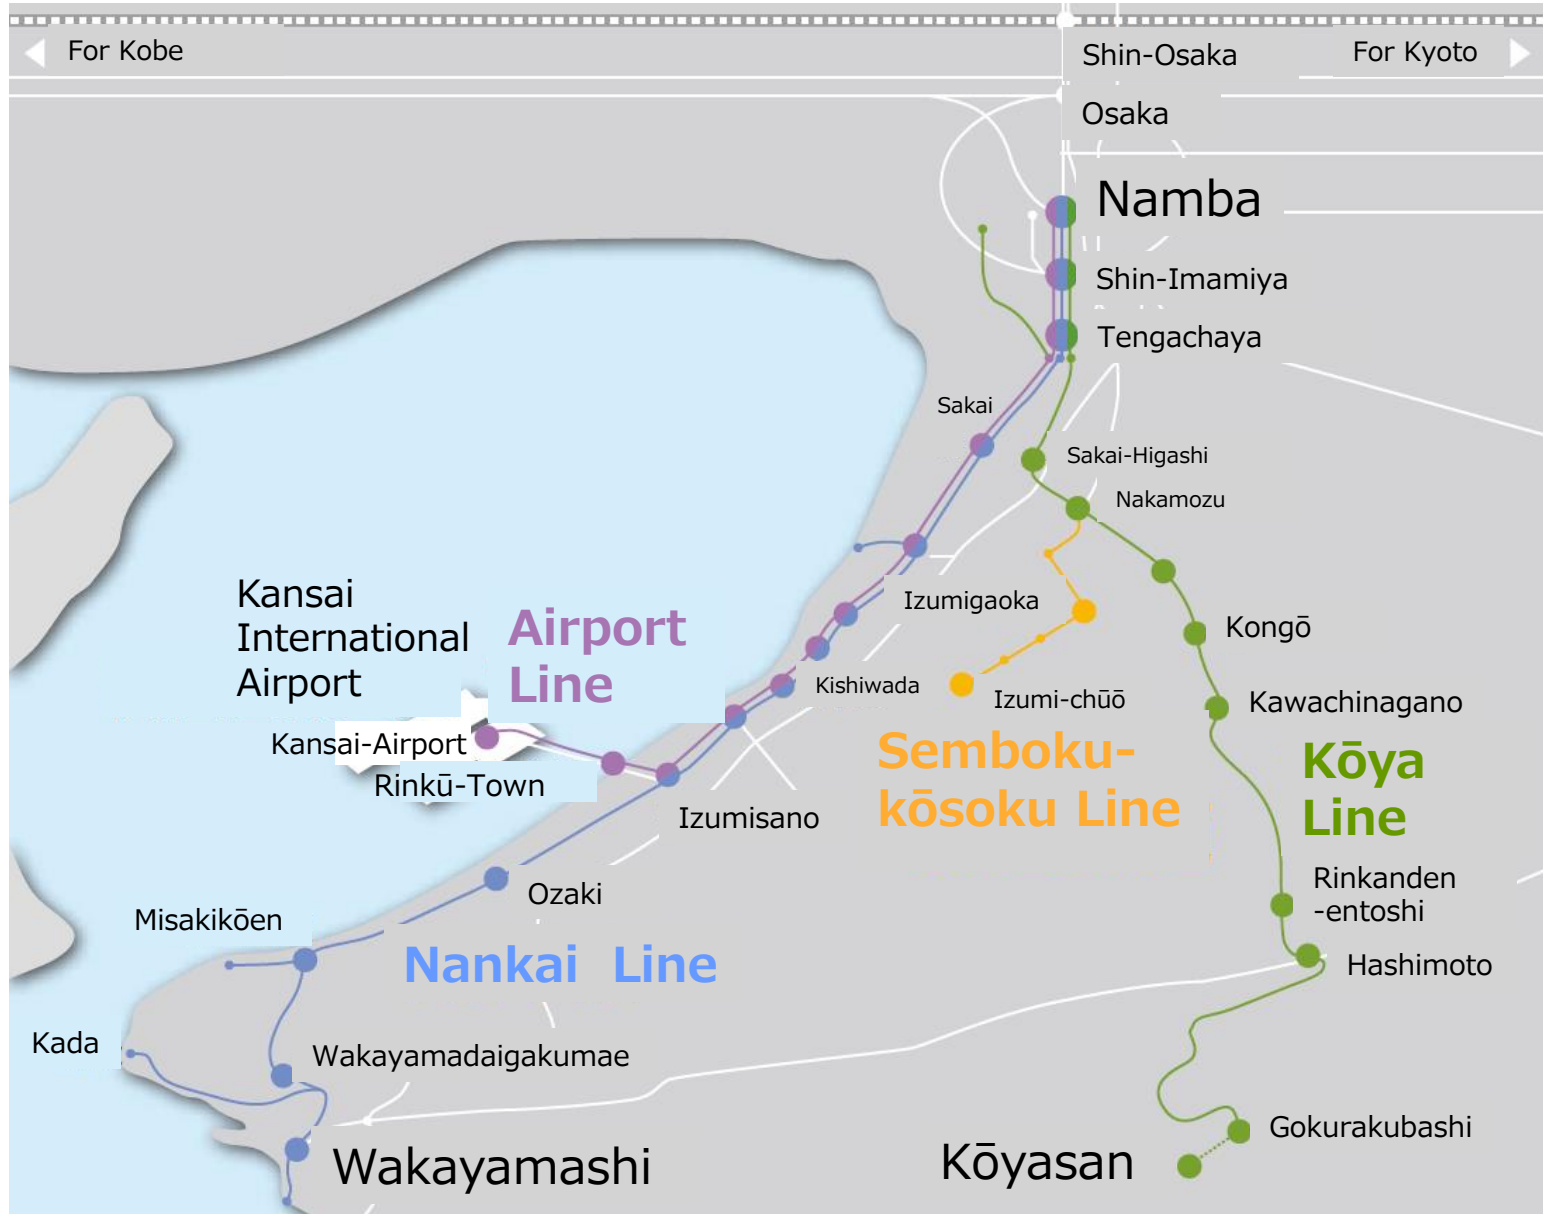 For Kobe
Shin-Osaka
For Kyoto
Osaka
Namba
Shin-Imamiya
Tengachaya
Sakai
Sakai-Higashi
Nakamozu
Kansai
International
Airport
Airport
Line
Izumigaoka
Kongō
Kishiwada
Izumi-chūō
Kawachinagano
Kansai-Airport
Rinkū-Town
Izumisano
Semboku-
kōsoku Line
Kōya
Line
Ozaki
Rinkanden
-entoshi
Misakikōen
Nankai Line
Hashimoto
Kada
Wakayamadaigakumae
Gokurakubashi
Wakayamashi
Kōyasan